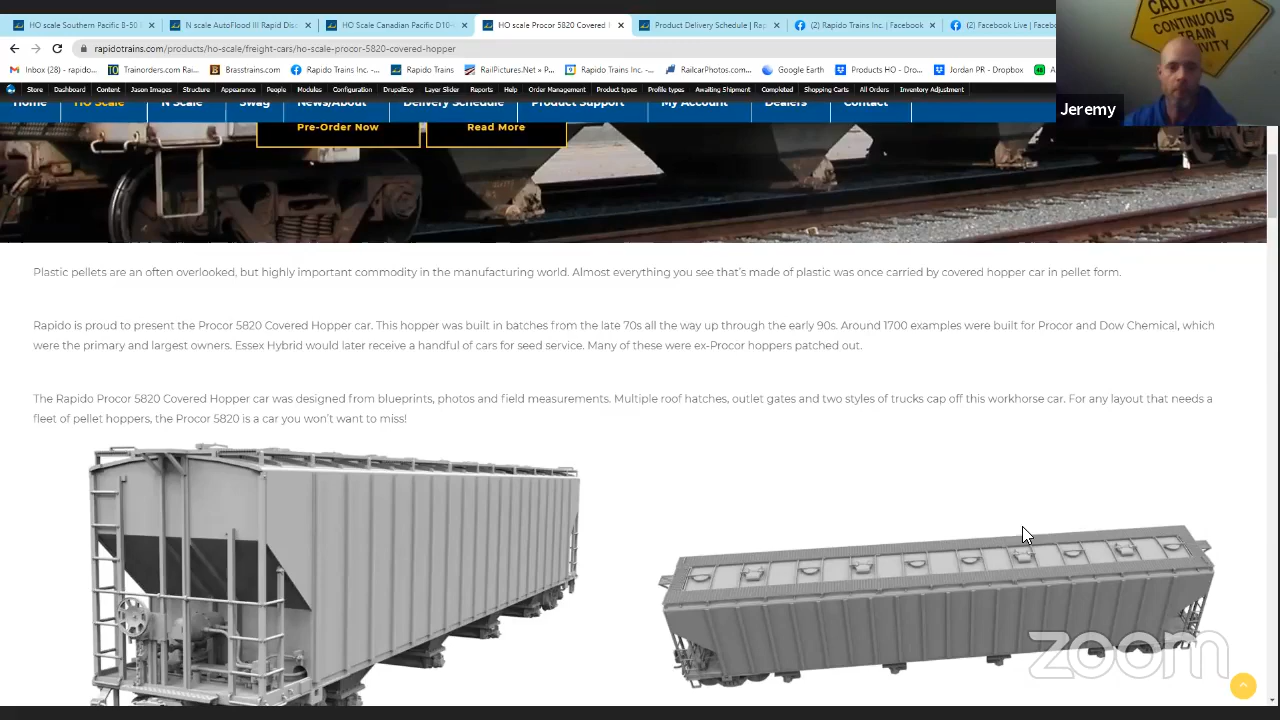 HO scale Southern Pacific B-50
N scale AutoFlood III Rapid Dis
HO Scale Canadian Pacific D10-
HO scale Procor 5820 Covered
Product Delivery Schedule | Rap
(2) Rapido Trains Inc. | Facebook
(2) Facebook Live | Facebo
rapidotrains.com/products/ho-scale/freight-cars/ho-scale-procor-5820-covered-hopper
Inbox (28) - rapido...
Trainorders.com Rai...
Brasstrains.com
Rapido Trains Inc. -...
Rapido Trains
RailPictures.Net » P...
Rapido Trains Inc. -...
RailcarPhotos.com...
Google Earth
Products HO - Dro...
Jordan PR - Dropbox
Store
Dashboard
Content
Jason Images
Structure
Appearance
People
Modules
Configuration
DrupalExp
Layer Slider
Reports
Help
Order Management
Product types
Profile types
Awaiting Shipment
Completed
Shopping Carts
All Orders
Inventory Adjustment
Home
HO Scale
N Scale
Swag
News/About
Delivery Schedule
Product Support
My Account
Dealers
Contact
CAUTION
CONTINUOUS
TRAIN
Jeremy
Pre-Order Now
Read More
Plastic pellets are an often overlooked, but highly important commodity in the manufacturing world. Almost everything you see that's made of plastic was once carried by covered hopper car in pellet form.
Rapido is proud to present the Procor 5820 Covered Hopper car. This hopper was built in batches from the late 70s all the way up through the early 90s. Around 1700 examples were built for Procor and Dow Chemical, which
were the primary and largest owners. Essex Hybrid would later receive a handful of cars for seed service. Many of these were ex-Procor hoppers patched out.
The Rapido Procor 5820 Covered Hopper car was designed from blueprints, photos and field measurements. Multiple roof hatches, outlet gates and two styles of trucks cap off this workhorse car. For any layout that needs a
fleet of pellet hoppers, the Procor 5820 is a car you won't want to miss!
zoom